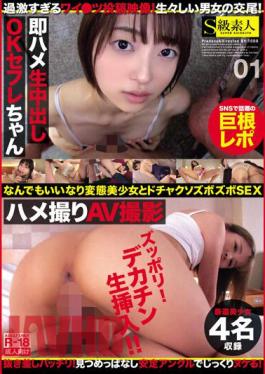 過激すぎるワイ●ツ投稿映像！生々しい男女の交尾！
S級素人
即ハメ生中出し
OKセフレちゃん
01
SNSで話題の
巨根
レポ
なんでもいいなり変態美少女とドチャクソズボズボSEX
ハメ撮りAV撮影
ズッポリ！
デカチン
生挿入!!
4名
収録
R-18
成人向け
抜き差しバッチリ！見つめっぱなし安定アングルでじっくりヌケる！